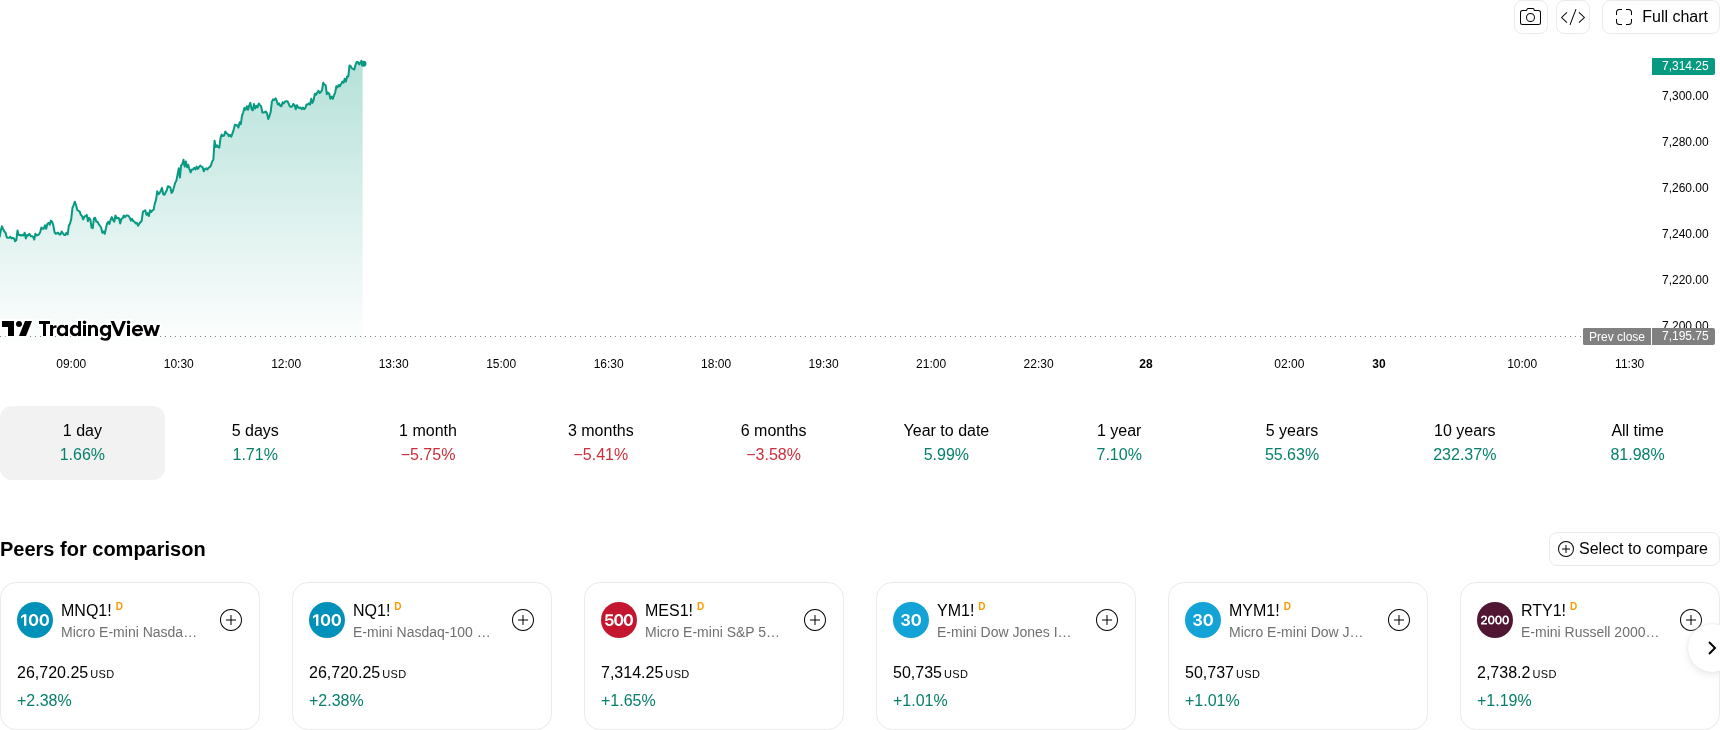 Full chart
7,314.25
7,300.00
7,280.00
7,260.00
7,240.00
7,220.00
7,200.00
Prev close 7,195.75
TradingView
09:00 10:30 12:00 13:30 15:00 16:30 18:00 19:30 21:00 22:30 28 02:00 30 10:00 11:30
1 day 5 days 1 month 3 months 6 months Year to date 1 year 5 years 10 years All time
1.66% 1.71% −5.75% −5.41% −3.58% 5.99% 7.10% 55.63% 232.37% 81.98%
Peers for comparison
Select to compare
100 MNQ1! D
Micro E-mini Nasda…
26,720.25 USD
+2.38%
100 NQ1! D
E-mini Nasdaq-100 …
26,720.25 USD
+2.38%
500 MES1! D
Micro E-mini S&P 5…
7,314.25 USD
+1.65%
30 YM1! D
E-mini Dow Jones I…
50,735 USD
+1.01%
30 MYM1! D
Micro E-mini Dow J…
50,737 USD
+1.01%
2000 RTY1! D
E-mini Russell 2000…
2,738.2 USD
+1.19%